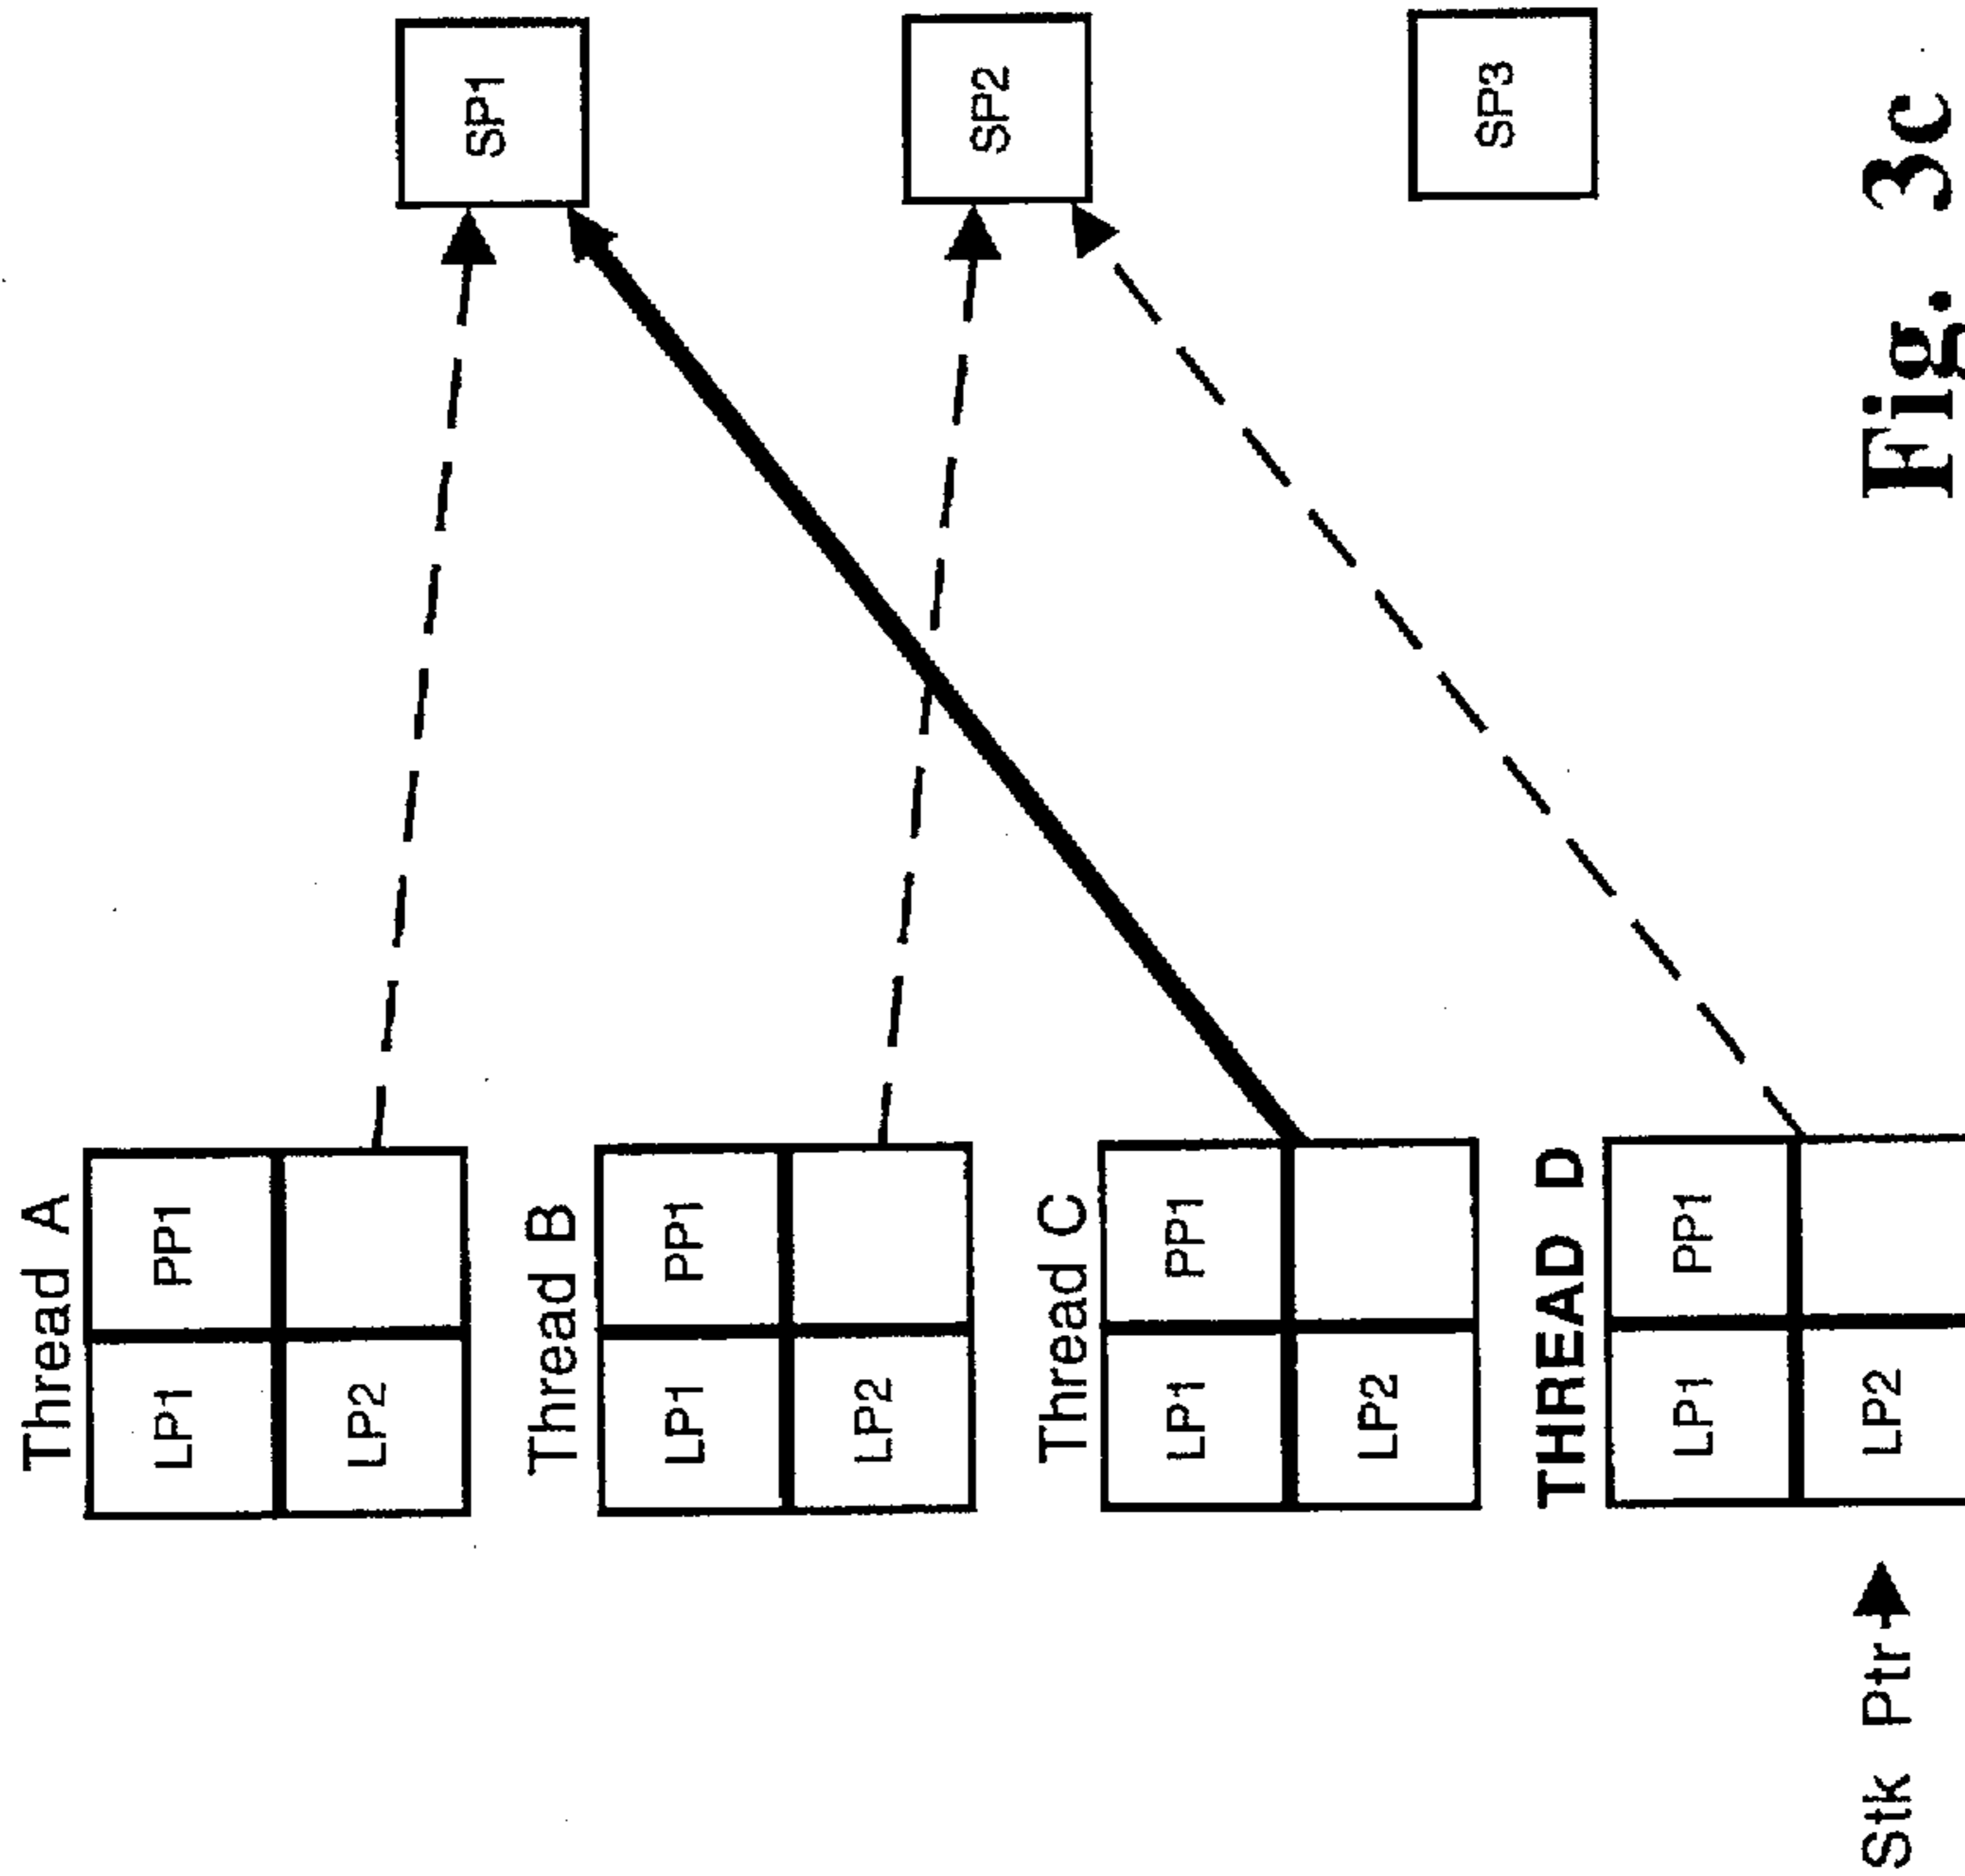 Thread A
LP1 PP1
LP2
SP1
Thread B
LP1 PP1
LP2
SP2
Thread C
LP1 PP1
LP2
SP3
THREAD D
LP1 PP1
Stk Ptr
LP2
Fig. 3c